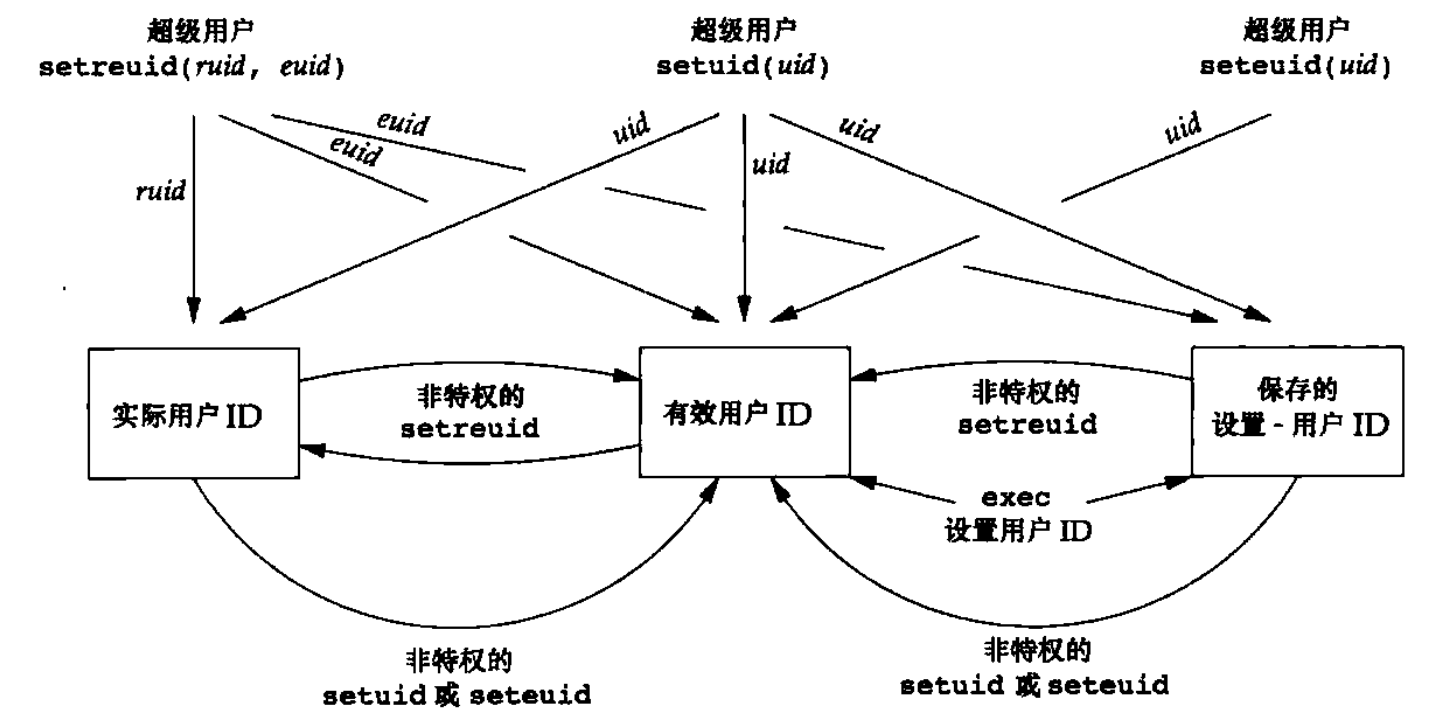 超级用户
setreuid(ruid, euid)
超级用户
setuid(uid)
超级用户
seteuid(uid)
euid
euid
ruid
uid
uid
uid
uid
实际用户 ID
非特权的
setreuid
有效用户 ID
非特权的
setreuid
保存的
设置-用户 ID
exec
设置用户 ID
非特权的
setuid 或 seteuid
非特权的
setuid 或 seteuid